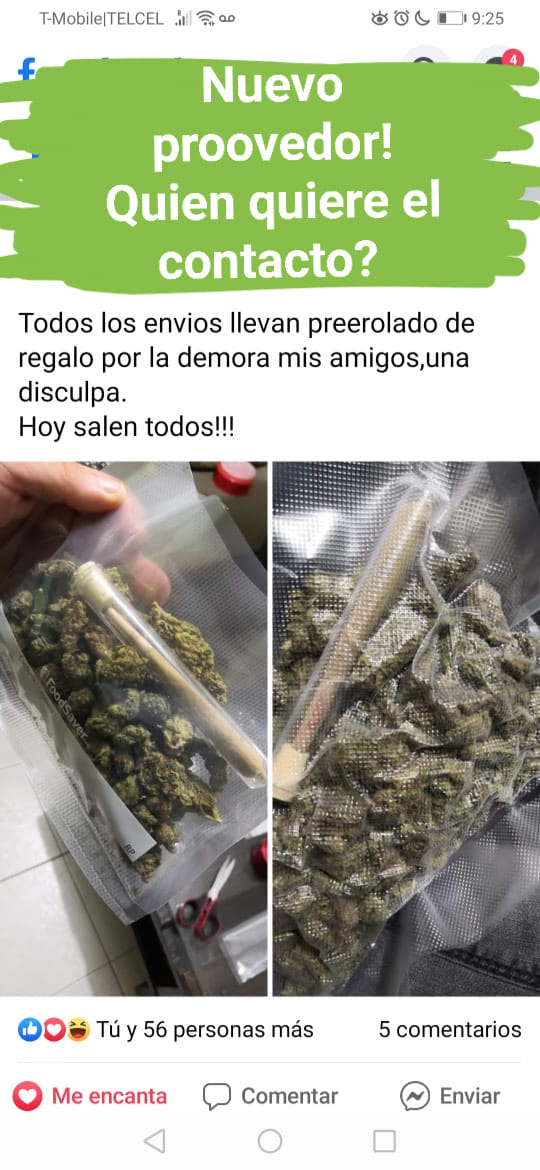 T-Mobile|TELCEL
9:25
f
4
Nuevo
proovedor!
Quien quiere el
contacto?
Todos los envios llevan preerolado de
regalo por la demora mis amigos,una
disculpa.
Hoy salen todos!!!
FoodSaver
RP
Tú y 56 personas más
5 comentarios
Me encanta
Comentar
Enviar